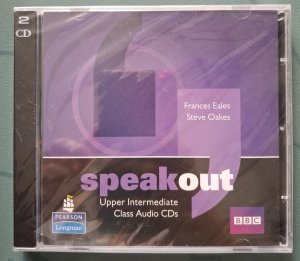 2
CD
Frances Eales
Steve Oakes
speakout
Upper Intermediate
Class Audio CDs
PEARSON
Longman
BBC